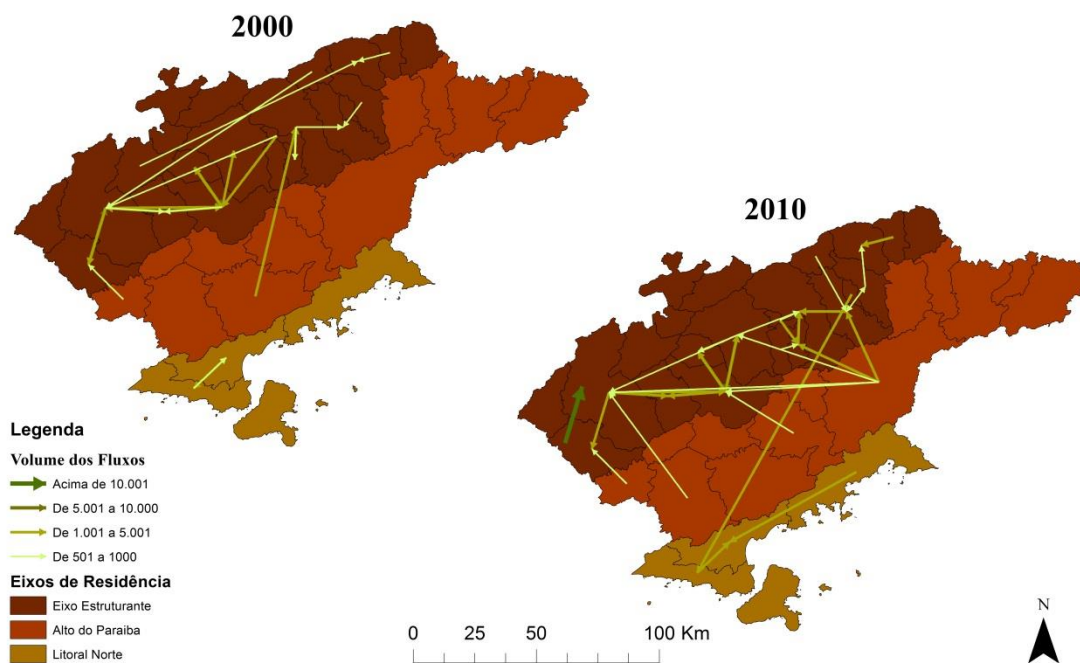 2000
2010
Legenda
Volume dos Fluxos
Acima de 10.001
De 5.001 a 10.000
De 1.001 a 5.001
De 501 a 1000
Eixos de Residência
Eixo Estruturante
Alto do Paraiba
Litoral Norte
0 25 50 100 Km
N